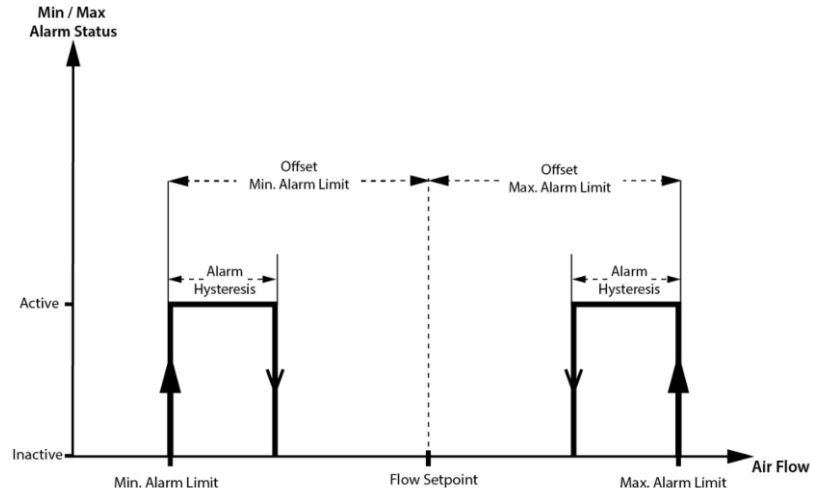 Min / Max
Alarm Status
Offset
Min. Alarm Limit
Offset
Max. Alarm Limit
Alarm
Hysteresis
Alarm
Hysteresis
Active
Inactive
Min. Alarm Limit
Flow Setpoint
Max. Alarm Limit
Air Flow